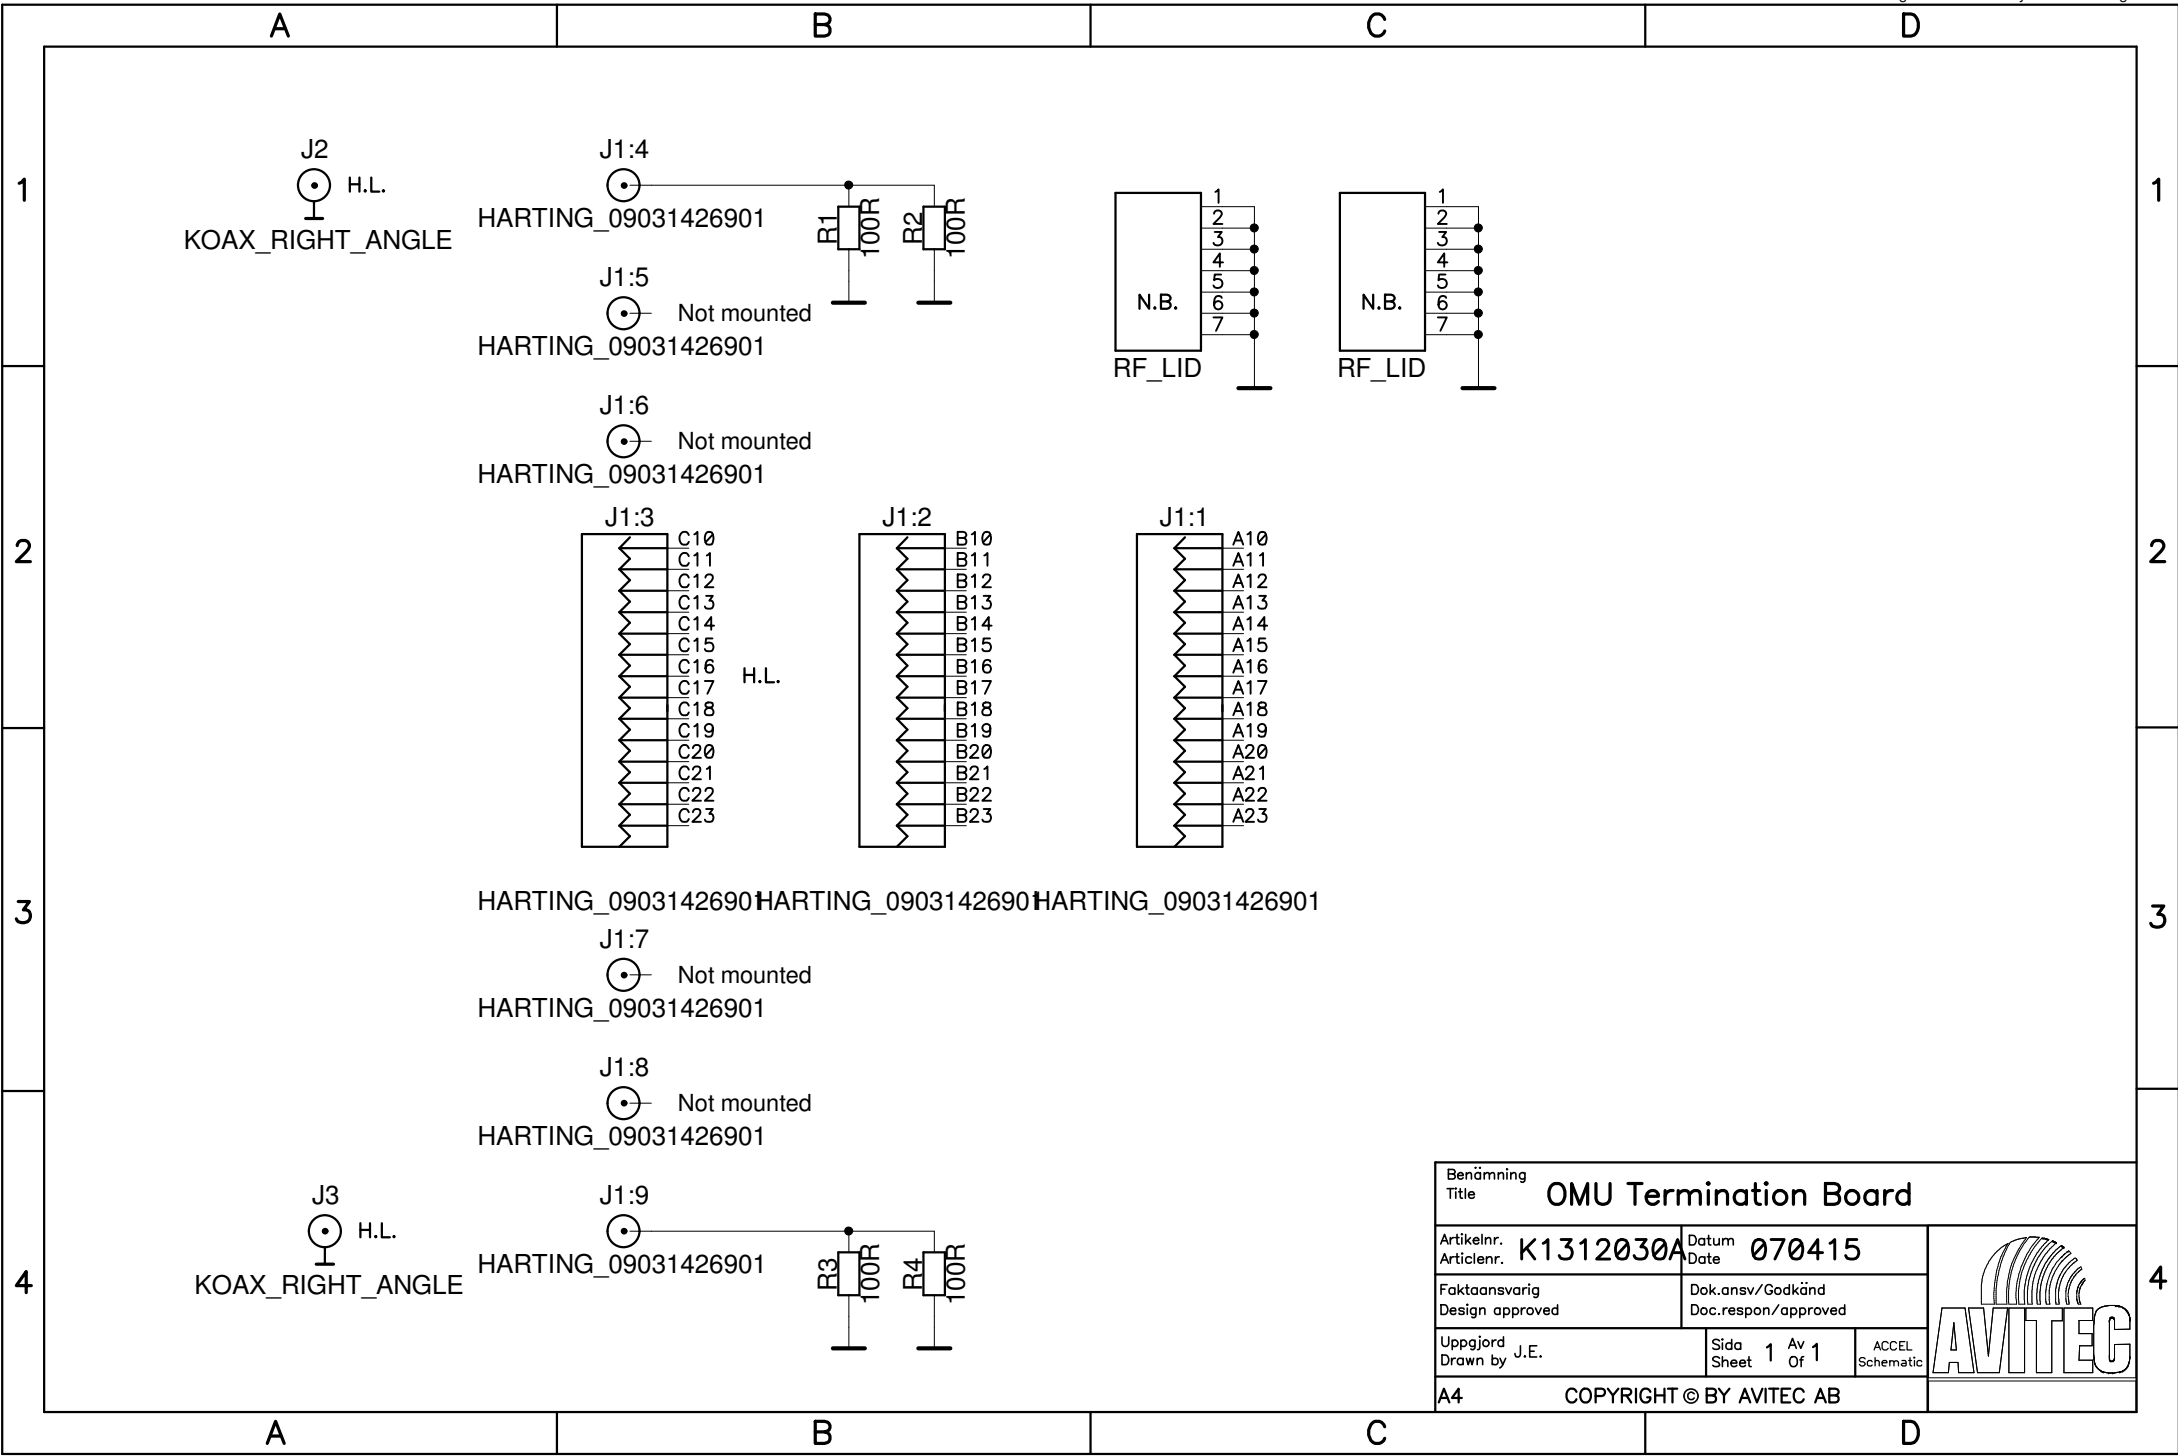 A B C D
1 1
J2
H.L.
KOAX_RIGHT_ANGLE
J1:4
HARTING_09031426901
R1
100R
R2
100R
J1:5
Not mounted
HARTING_09031426901
1
2
3
4
5
6
7
N.B.
RF_LID
1
2
3
4
5
6
7
N.B.
RF_LID
J1:6
Not mounted
HARTING_09031426901
2 2
J1:3
C10
C11
C12
C13
C14
C15
C16
C17
C18
C19
C20
C21
C22
C23
H.L.
HARTING_09031426901
J1:2
B10
B11
B12
B13
B14
B15
B16
B17
B18
B19
B20
B21
B22
B23
HARTING_09031426901
J1:1
A10
A11
A12
A13
A14
A15
A16
A17
A18
A19
A20
A21
A22
A23
HARTING_09031426901
3 3
J1:7
Not mounted
HARTING_09031426901
J1:8
Not mounted
HARTING_09031426901
4 4
J3
H.L.
KOAX_RIGHT_ANGLE
J1:9
HARTING_09031426901
R3
100R
R4
100R
Benämning
Title
OMU Termination Board
Artikelnr.
Articlenr.
K1312030A
Datum
Date
070415
Faktaansvarig
Design approved
Dok.ansv/Godkänd
Doc.respon/approved
Uppgjord
Drawn by
J.E.
Sida
Sheet
1
Av
Of
1
ACCEL
Schematic
AVITEC
A4
COPYRIGHT © BY AVITEC AB
A B C D